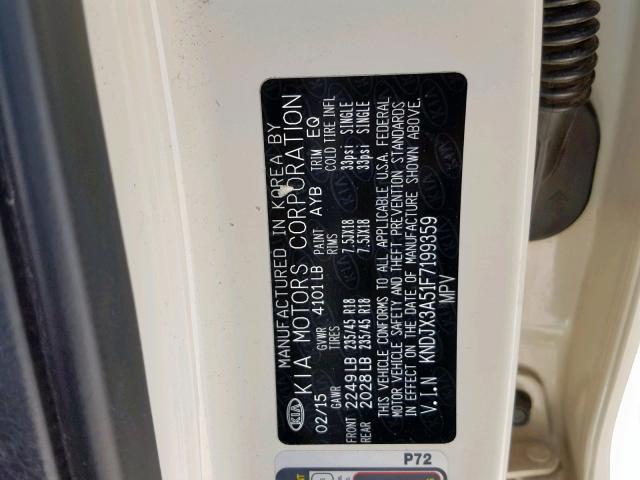 MANUFACTURED IN KOREA BY
KIA KIA MOTORS CORPORATION
02/15 GVWR 4101LB PAINT AYB TRIM EQ
GAWR TIRES RIMS COLD TIRE INFL
FRONT 2249LB 235/45 R18 7.5JX18 33psi SINGLE
REAR 2028LB 235/45 R18 7.5JX18 33psi SINGLE
THIS VEHICLE CONFORMS TO ALL APPLICABLE U.S.A. FEDERAL
MOTOR VEHICLE SAFETY AND THEFT PREVENTION STANDARDS
IN EFFECT ON THE DATE OF MANUFACTURE SHOWN ABOVE.
V.I.N KNDJX3A51F7199359
MPV
P72